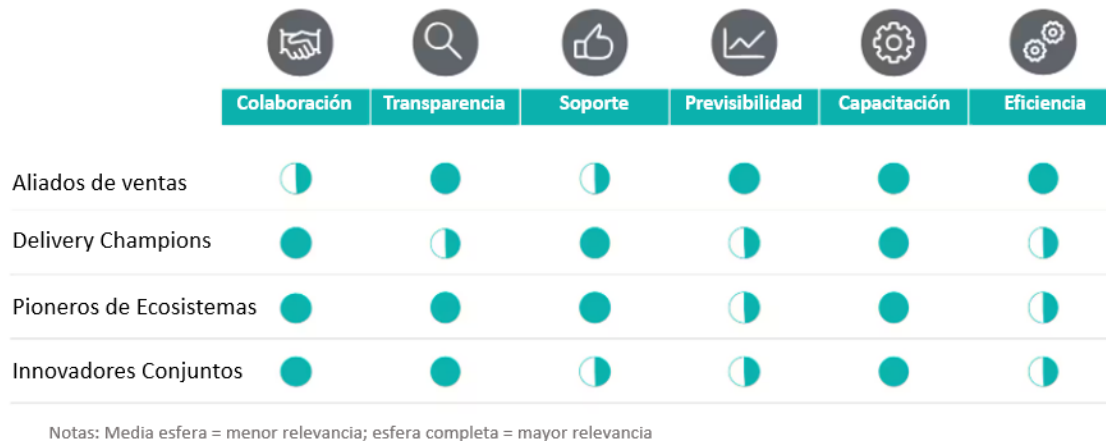 Colaboración Transparencia Soporte Previsibilidad Capacitación Eficiencia
Aliados de ventas
Delivery Champions
Pioneros de Ecosistemas
Innovadores Conjuntos
Notas: Media esfera = menor relevancia; esfera completa = mayor relevancia